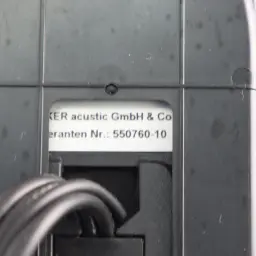 KER acustic GmbH & Co
eranten Nr.: 550760-10